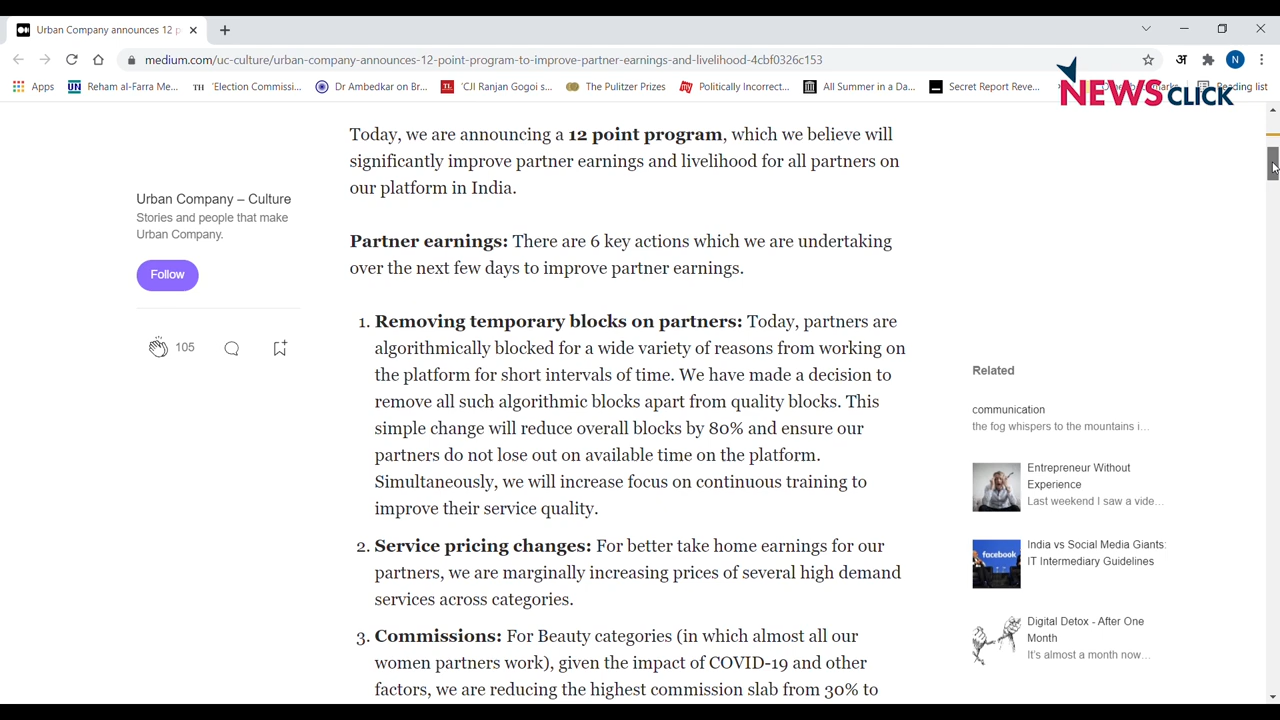 Urban Company announces 12 p
medium.com/uc-culture/urban-company-announces-12-point-program-to-improve-partner-earnings-and-livelihood-4cbf0326c153
अ
N
Apps
UN Reham al-Farra Me...
TH 'Electio Commissi...
Dr Ambedkar on Br...
TL 'CJI Ranjan Gogoi s...
The Pulitzer Prizes
Politically Incorrect...
All Summer in a Da...
Secret Report Reve...
Reading list
NEWSCLICK
Today, we are announcing a 12 point program, which we believe will
significantly improve partner earnings and livelihood for all partners on
our platform in India.
Urban Company – Culture
Stories and people that make
Urban Company.
Follow
105
Partner earnings: There are 6 key actions which we are undertaking
over the next few days to improve partner earnings.
1. Removing temporary blocks on partners: Today, partners are
algorithmically blocked for a wide variety of reasons from working on
the platform for short intervals of time. We have made a decision to
remove all such algorithmic blocks apart from quality blocks. This
simple change will reduce overall blocks by 80% and ensure our
partners do not lose out on available time on the platform.
Simultaneously, we will increase focus on continuous training to
improve their service quality.
2. Service pricing changes: For better take home earnings for our
partners, we are marginally increasing prices of several high demand
services across categories.
3. Commissions: For Beauty categories (in which almost all our
women partners work), given the impact of COVID-19 and other
factors, we are reducing the highest commission slab from 30% to
Related
communication
the fog whispers to the mountains i...
Entrepreneur Without
Experience
Last weekend I saw a vide...
facebook
India vs Social Media Giants:
IT Intermediary Guidelines
Digital Detox - After One
Month
It's almost a month now...